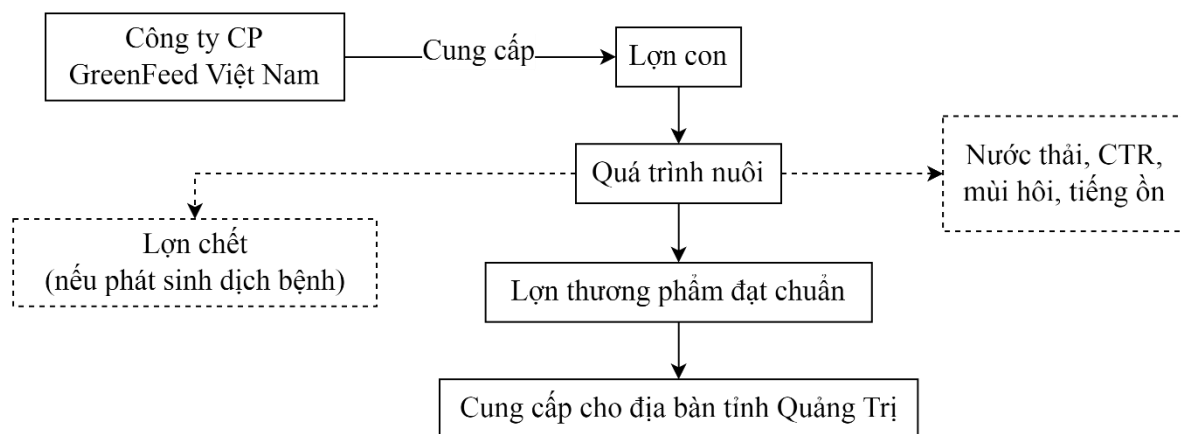 Công ty CP
GreenFeed Việt Nam
Cung cấp
Lợn con
Quá trình nuôi
Nước thải, CTR,
mùi hôi, tiếng ồn
Lợn chết
(nếu phát sinh dịch bệnh)
Lợn thương phẩm đạt chuẩn
Cung cấp cho địa bàn tỉnh Quảng Trị